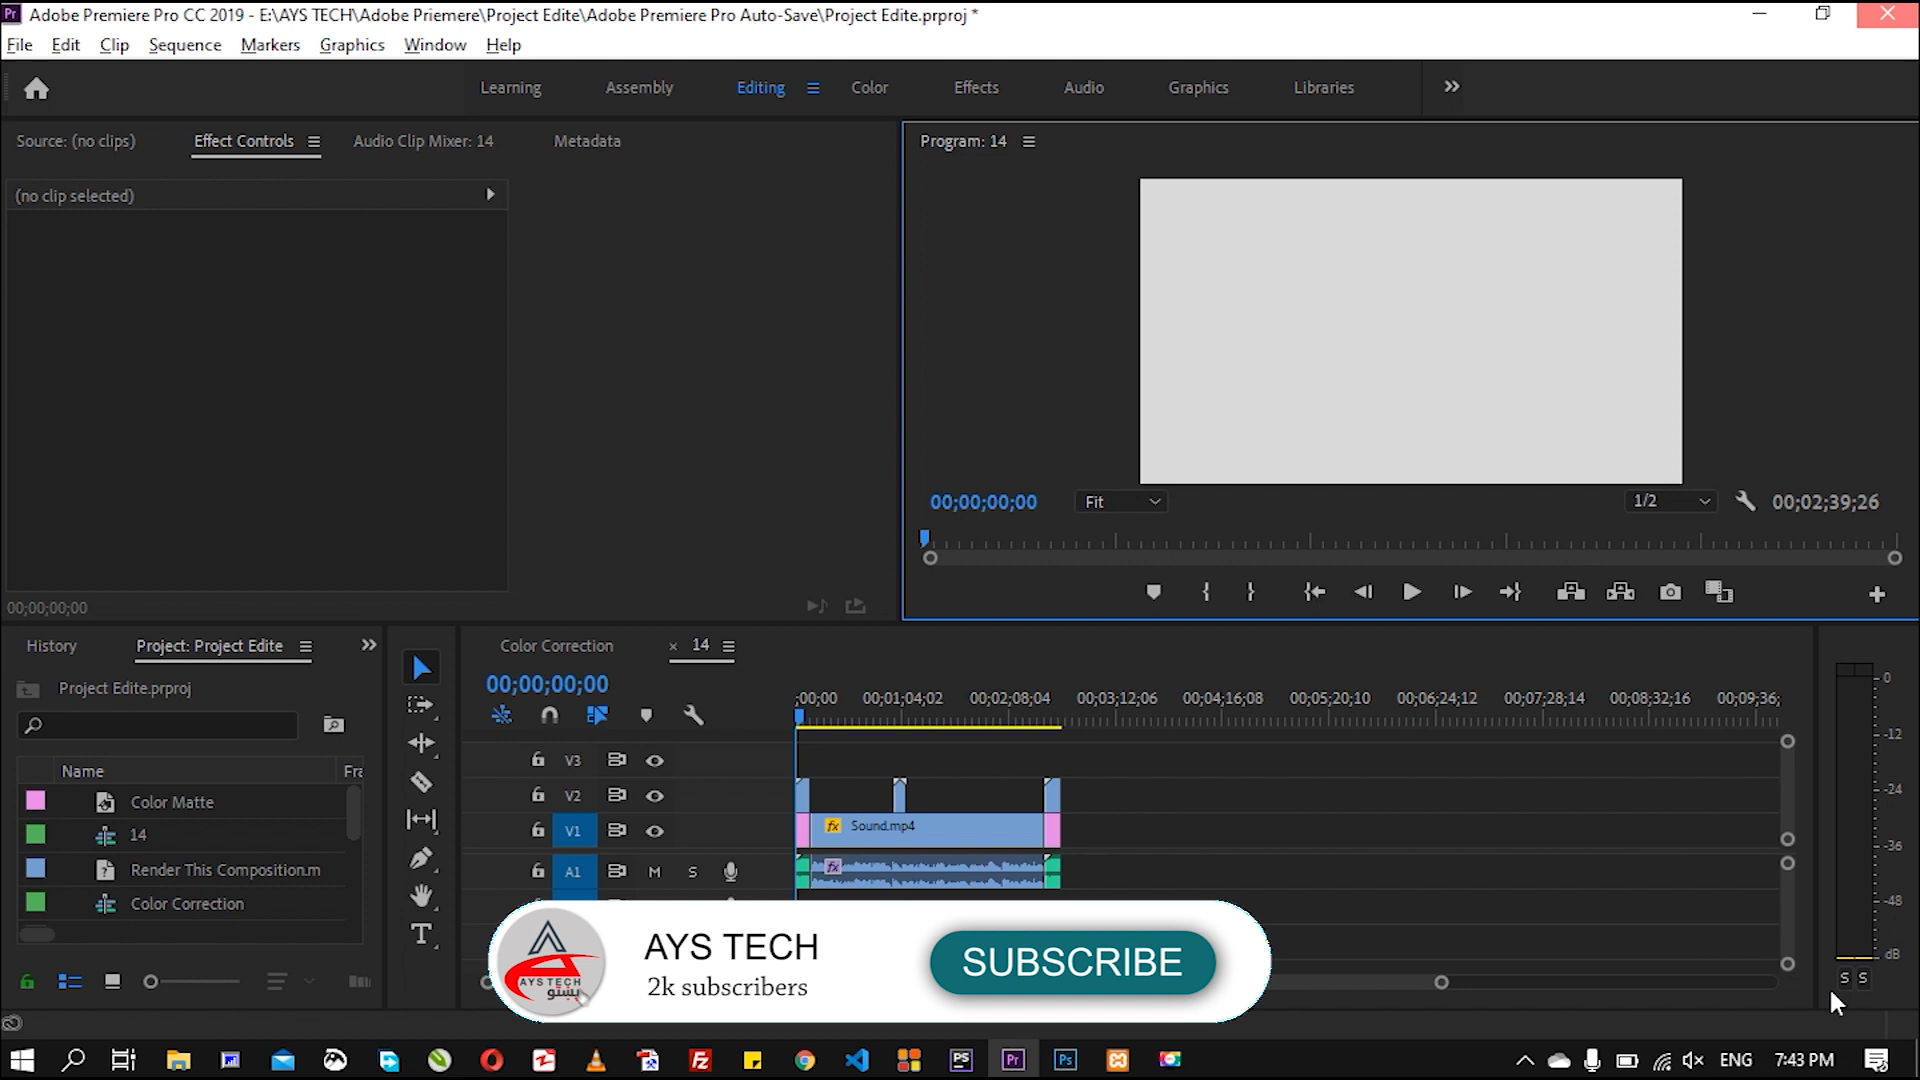 Adobe Premiere Pro CC 2019 - E:\AYS TECH\Adobe Priemere\Project Edite\Adobe Premiere Pro Auto-Save\Project Edite.prproj *
File Edit Clip Sequence Markers Graphics Window Help
Learning Assembly Editing Color Effects Audio Graphics Libraries
Source: (no clips) Effect Controls Audio Clip Mixer: 14 Metadata
Program: 14
(no clip selected)
00;00;00;00 Fit 1/2 00;02;39;26
00;00;00;00
History Project: Project Edite
Color Correction 14
Project Edite.prproj
00;00;00;00
;00;00 00;01;04;02 00;02;08;04 00;03;12;06 00;04;16;08 00;05;20;10 00;06;24;12 00;07;28;14 00;08;32;16 00;09;36;
Name Fra
Color Matte
14
Render This Composition.m
Color Correction
V3
V2
V1 fx Sound.mp4
A1 M S fx
0
-12
-24
-36
-48
dB
S S
AYS TECH
2k subscribers
SUBSCRIBE
AYS TECH
پښتو
ENG 7:43 PM